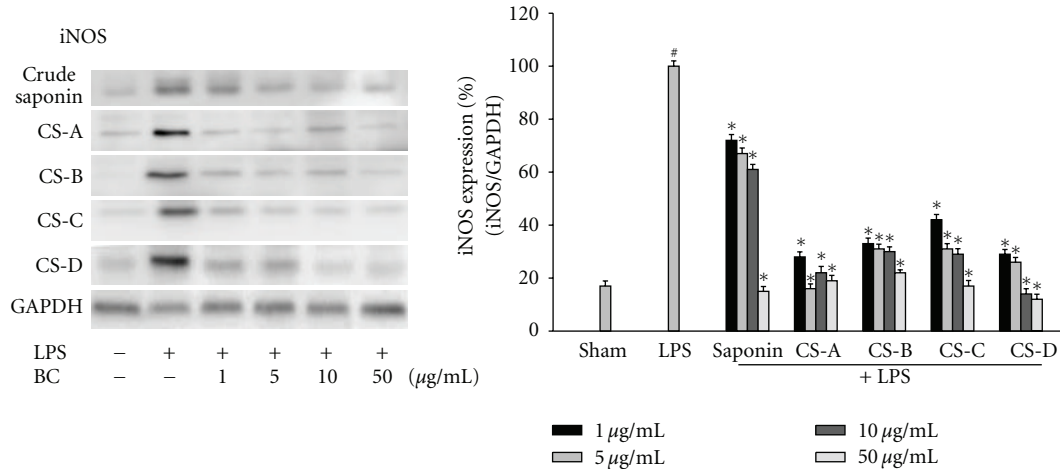 iNOS
Crude
saponin
CS-A
CS-B
CS-C
CS-D
GAPDH
LPS − + + + + +
BC − − 1 5 10 50 (μg/mL)
iNOS expression (%)
(iNOS/GAPDH)
120
100
80
60
40
20
0
#
* * * *
* * * *
* * * *
* * * *
* * * *
Sham LPS Saponin CS-A CS-B CS-C CS-D
+ LPS
1 μg/mL
5 μg/mL
10 μg/mL
50 μg/mL